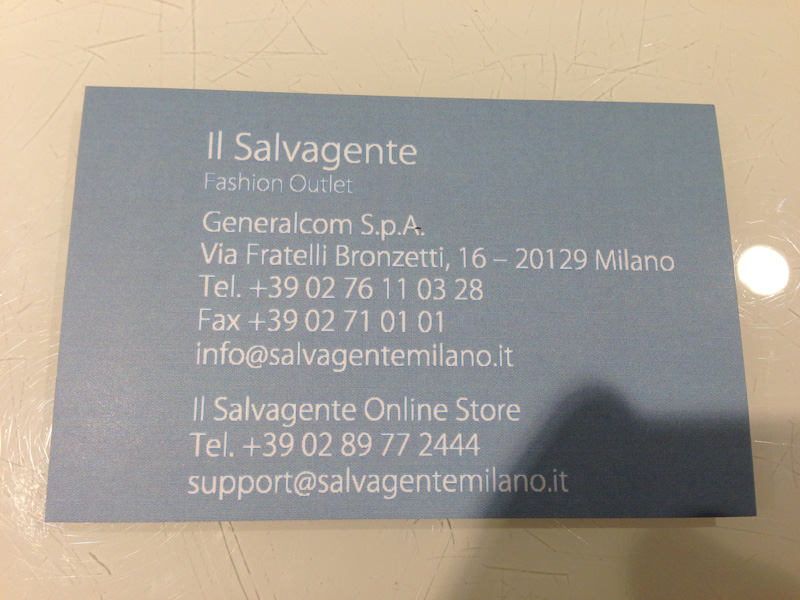 Il Salvagente
Fashion Outlet
Generalcom S.p.A.
Via Fratelli Bronzetti, 16 – 20129 Milano
Tel. +39 02 76 11 03 28
Fax +39 02 71 01 01
info@salvagentemilano.it
Il Salvagente Online Store
Tel. +39 02 89 77 2444
support@salvagentemilano.it